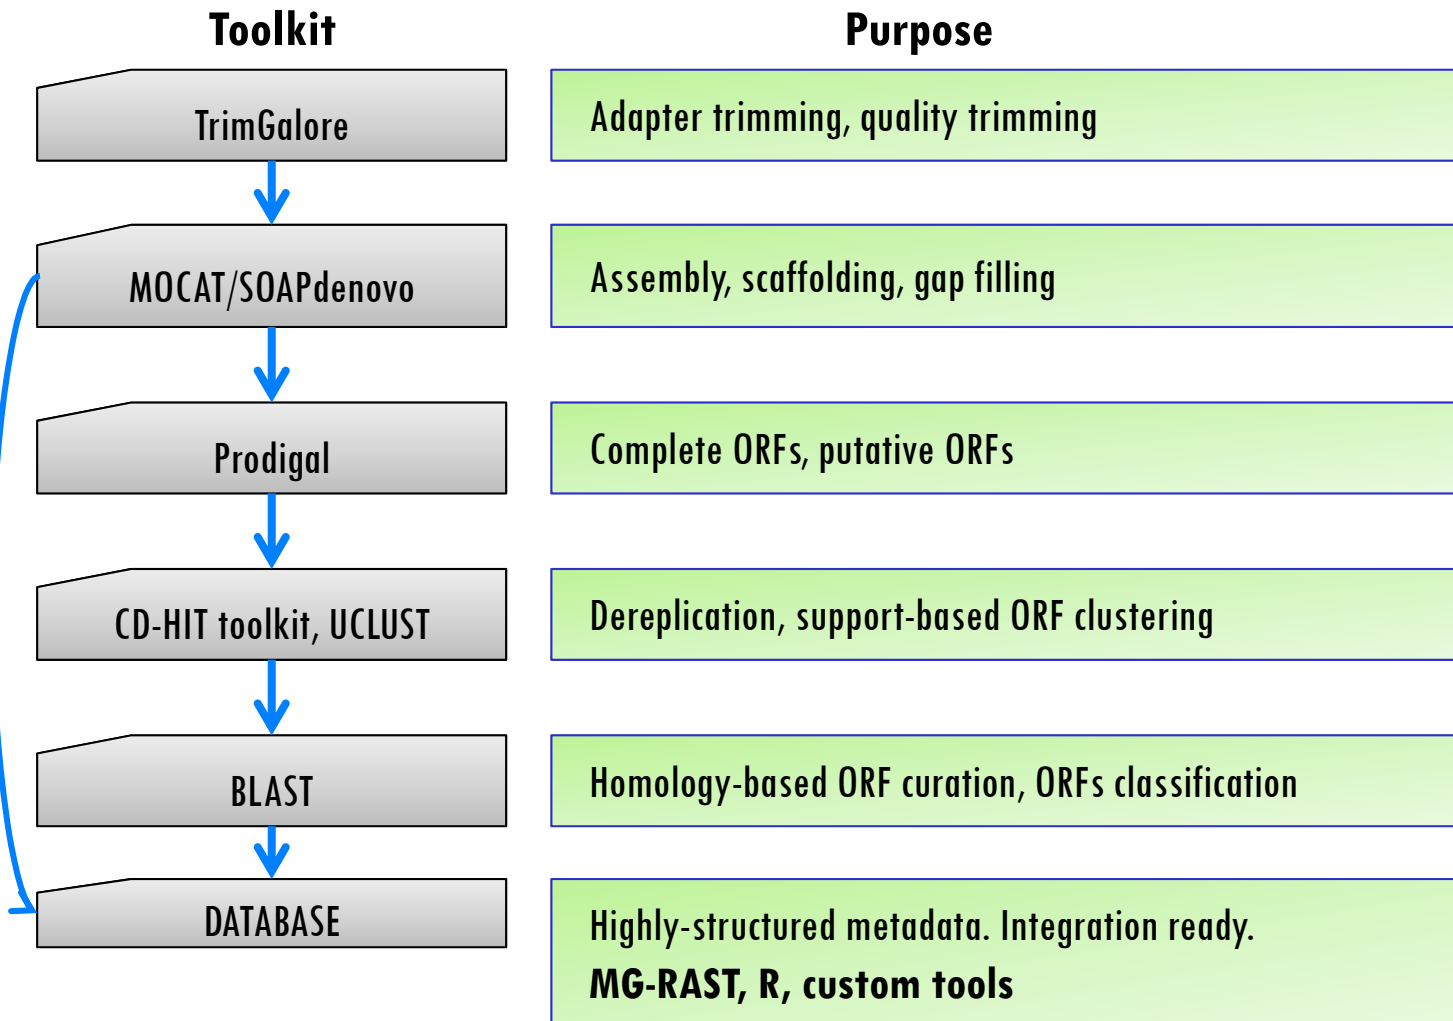 Toolkit
Purpose
TrimGalore
Adapter trimming, quality trimming
MOCAT/SOAPdenovo
Assembly, scaffolding, gap filling
Prodigal
Complete ORFs, putative ORFs
CD-HIT toolkit, UCLUST
Dereplication, support-based ORF clustering
BLAST
Homology-based ORF curation, ORFs classification
DATABASE
Highly-structured metadata. Integration ready.
MG-RAST, R, custom tools